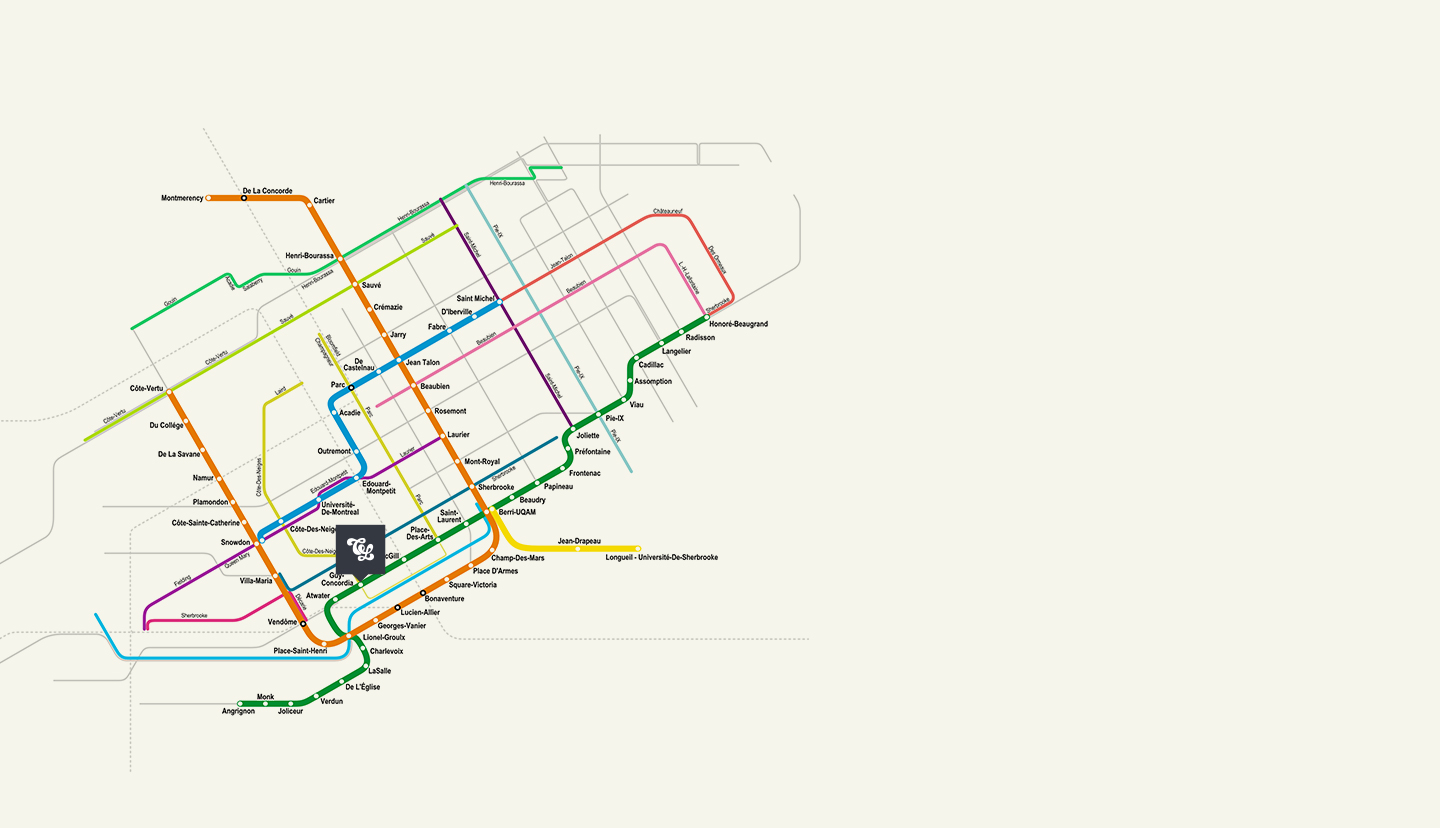 De La Concorde
Montmerency
Cartier
Châteauneuf
Henri-Bourassa
Henri-Bourassa
Pie-IX
Sauvé
Saint-Michel
Des Ormeaux
Henri-Bourassa
Jean-Talon
Gouin
Henri-Bourassa
Acadie
Salaberry
Gouin
Sauvé
Beaubien
L.-H.-Lafontaine
Saint Michel
D'Iberville
Fabre
Crémazie
Sherbrooke
Honoré-Beaugrand
Sauvé
Jarry
Radisson
Bloomfield
Champagneur
Beaubien
Langelier
Côte-Vertu
De
Castelnau
Jean Talon
Cadillac
Pie-IX
Assomption
Parc
Beaubien
Saint-Michel
Côte-Vertu
Laird
Viau
Côte-Vertu
Acadie
Parc
Rosemont
Pie-IX
Du Collége
Laurier
Joliette
Pie-IX
De La Savane
Outremont
Laurier
Préfontaine
Mont-Royal
Frontenac
Namur
Côte-Des-Neiges
Edouard-Montpetit
Edouard-
Montpetit
Sherbrooke
Sherbrooke
Papineau
Plamondon
Université-
De-Montreal
Parc
Beaudry
Saint-
Laurent
Berri-UQAM
Côte-Sainte-Catherine
Côte-Des-Neig
Place-
Des-Arts
Snowdon
Côte-Des-Ne
cGill
Jean-Drapeau
Queen Mary
Champ-Des-Mars
Longueil - Université-De-Sherbrooke
Fielding
Villa-Maria
Guy-
Concordia
Place D'Armes
Square-Victoria
Atwater
Décarie
Bonaventure
Sherbrooke
Lucien-Allier
Vendôme
Georges-Vanier
Lionel-Groulx
Place-Saint-Henri
Charlevoix
LaSalle
De L'Église
Monk
Verdun
Angrignon
Joliceur